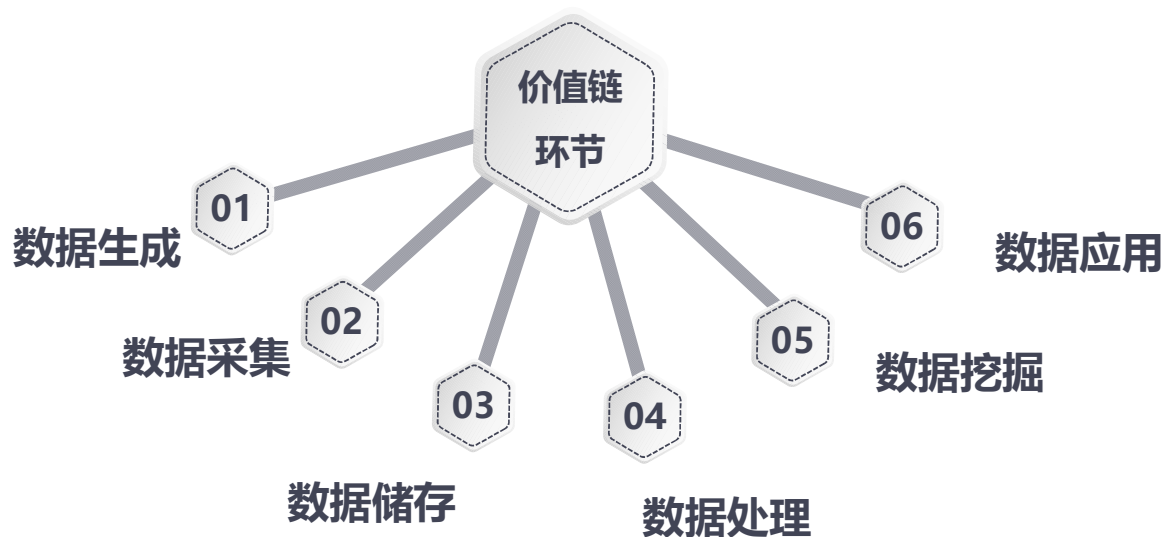 价值链
环节
01
数据生成
02
数据采集
03
数据储存
04
数据处理
05
数据挖掘
06
数据应用